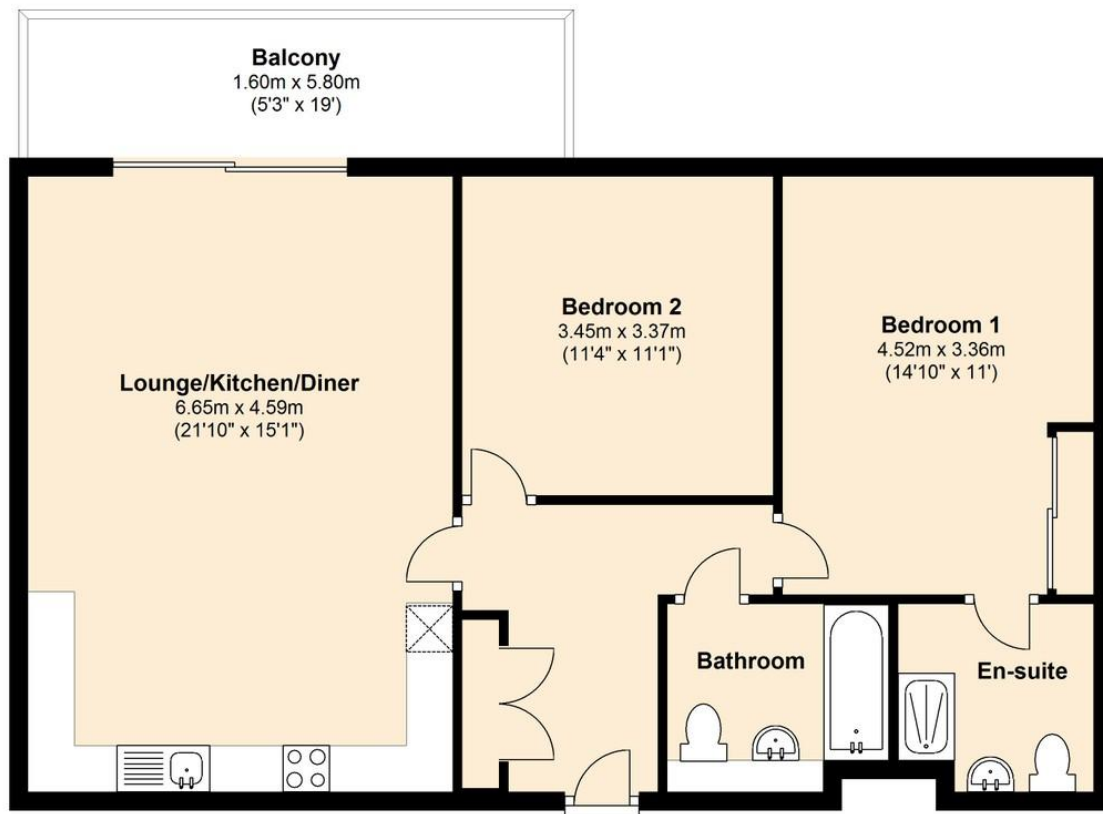 Balcony
1.60m x 5.80m
(5'3" x 19')
Bedroom 2
3.45m x 3.37m
(11'4" x 11'1")
Bedroom 1
4.52m x 3.36m
(14'10" x 11')
Lounge/Kitchen/Diner
6.65m x 4.59m
(21'10" x 15'1")
Bathroom
En-suite